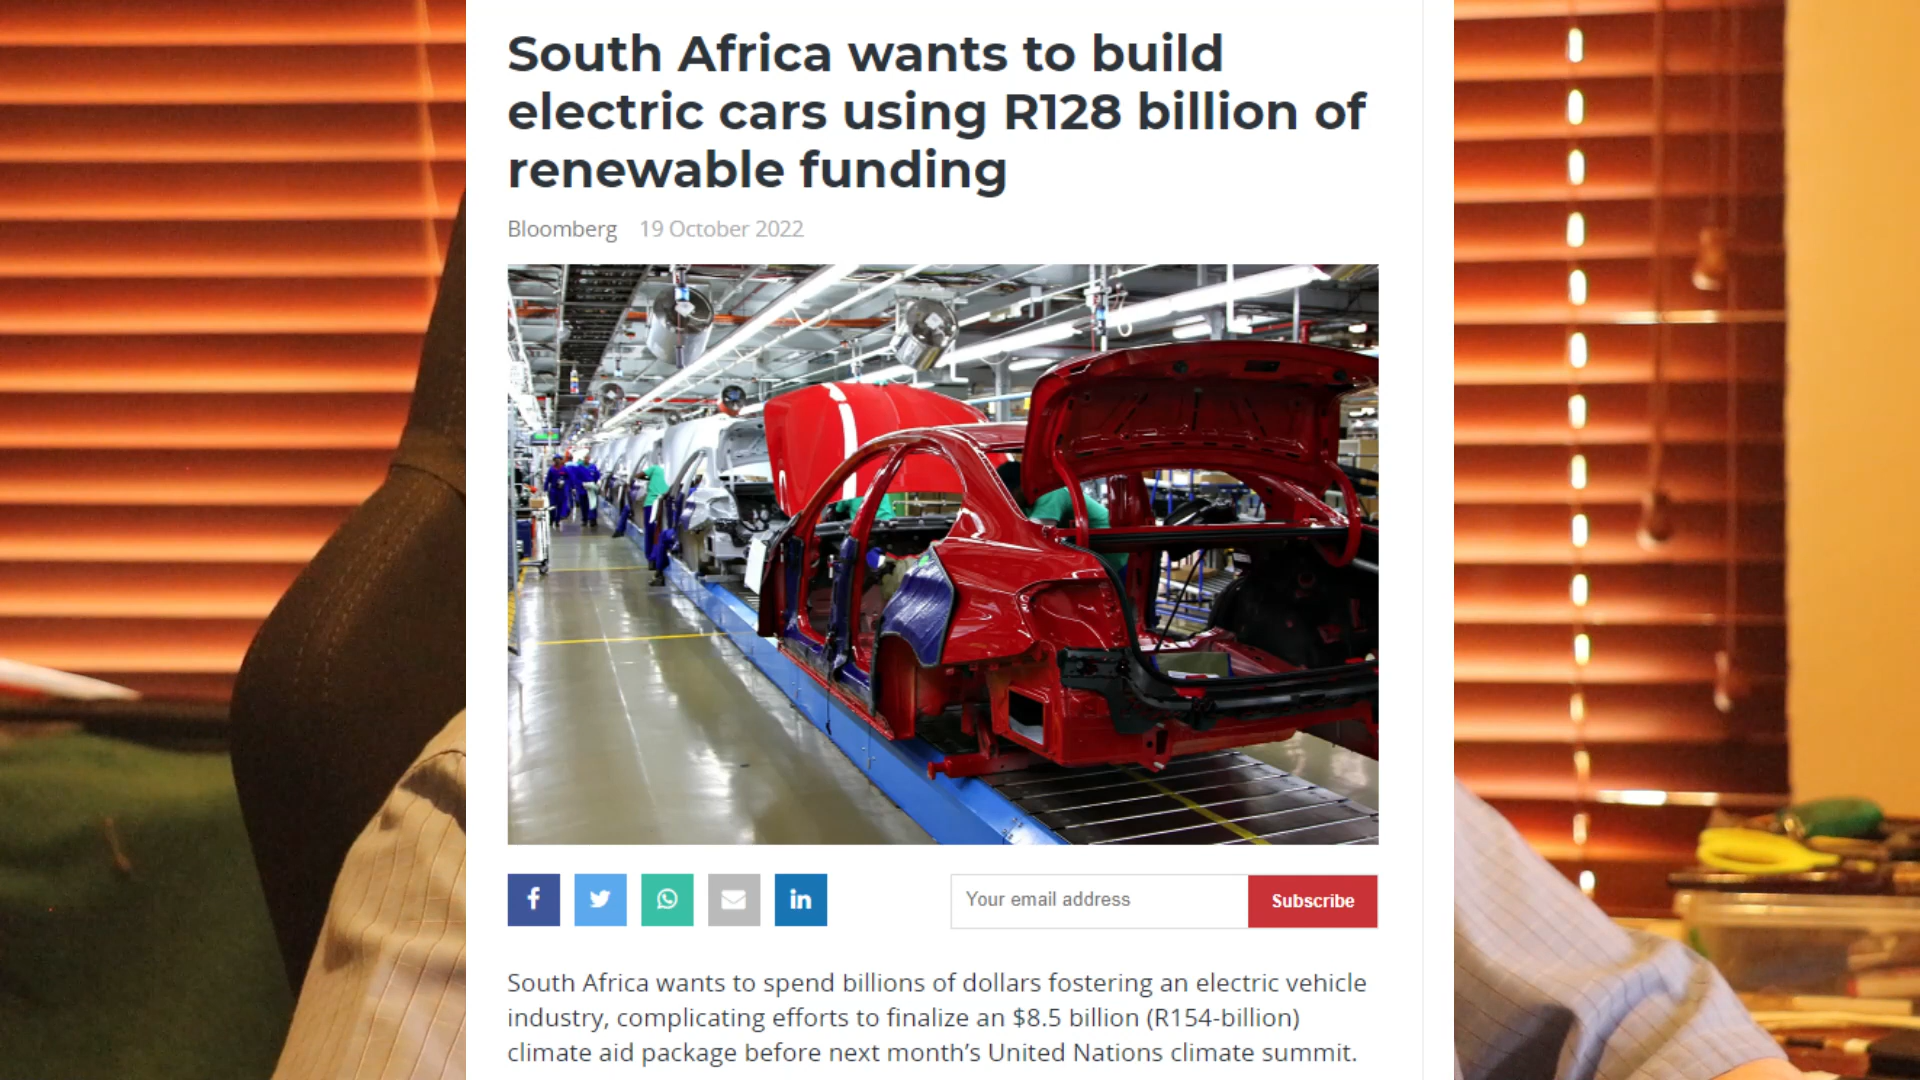 South Africa wants to build
electric cars using R128 billion of
renewable funding
Bloomberg 19 October 2022
Your email address
Subscribe
South Africa wants to spend billions of dollars fostering an electric vehicle
industry, complicating efforts to finalize an $8.5 billion (R154-billion)
climate aid package before next month’s United Nations climate summit.